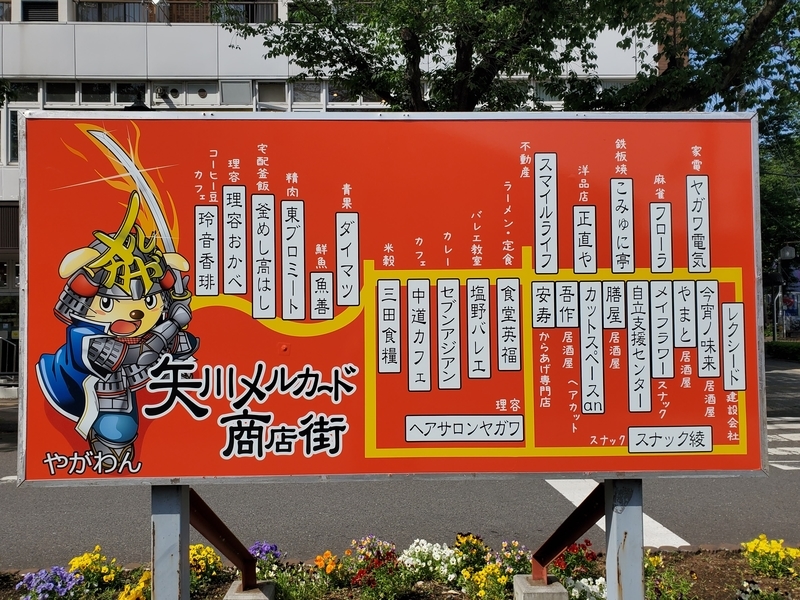 コーヒー豆
カフェ
玲音香琲
理容
理容おかべ
宅配釜飯
釜めし高はし
精肉
東ブロミート
鮮魚
魚善
青果
ダイマツ
米穀
三田食糧
カフェ
中道カフェ
カレー
セブンアジアン
バレエ教室
塩野バレエ
ラーメン・定食
食堂英福
不動産
スマイルライフ
洋品店
正直や
鉄板焼
こみゅに亭
麻雀
フローラ
家電
ヤガワ電気
安寿
からあげ専門店
吾作
居酒屋
カットスペースan
ヘアカット
膳屋
居酒屋
自立支援センター
メイフラワー
スナック
やまと
居酒屋
今宵ノ味来
居酒屋
レクシード
建設会社
理容
ヘアサロンヤガワ
スナック
スナック綾
矢川メルカード
商店街
やがわん